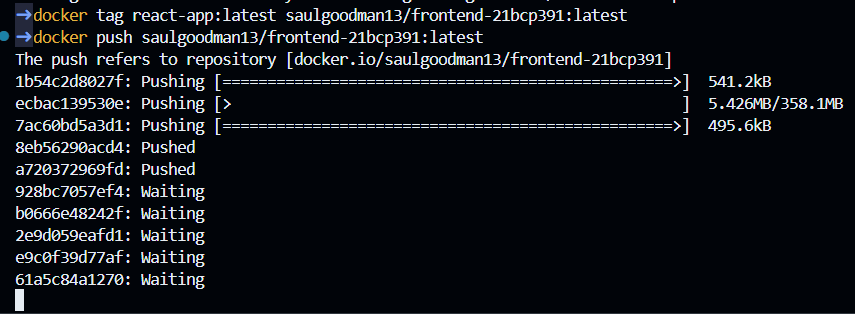 →docker tag react-app:latest saulgoodman13/frontend-21bcp391:latest
→docker push saulgoodman13/frontend-21bcp391:latest
The push refers to repository [docker.io/saulgoodman13/frontend-21bcp391]
1b54c2d8027f: Pushing [==================================================>]  541.2kB
ecbac139530e: Pushing [>                                                  ]  5.426MB/358.1MB
7ac60bd5a3d1: Pushing [==================================================>]  495.6kB
8eb56290acd4: Pushed
a720372969fd: Pushed
928bc7057ef4: Waiting
b0666e48242f: Waiting
2e9d059eafd1: Waiting
e9c0f39d77af: Waiting
61a5c84a1270: Waiting